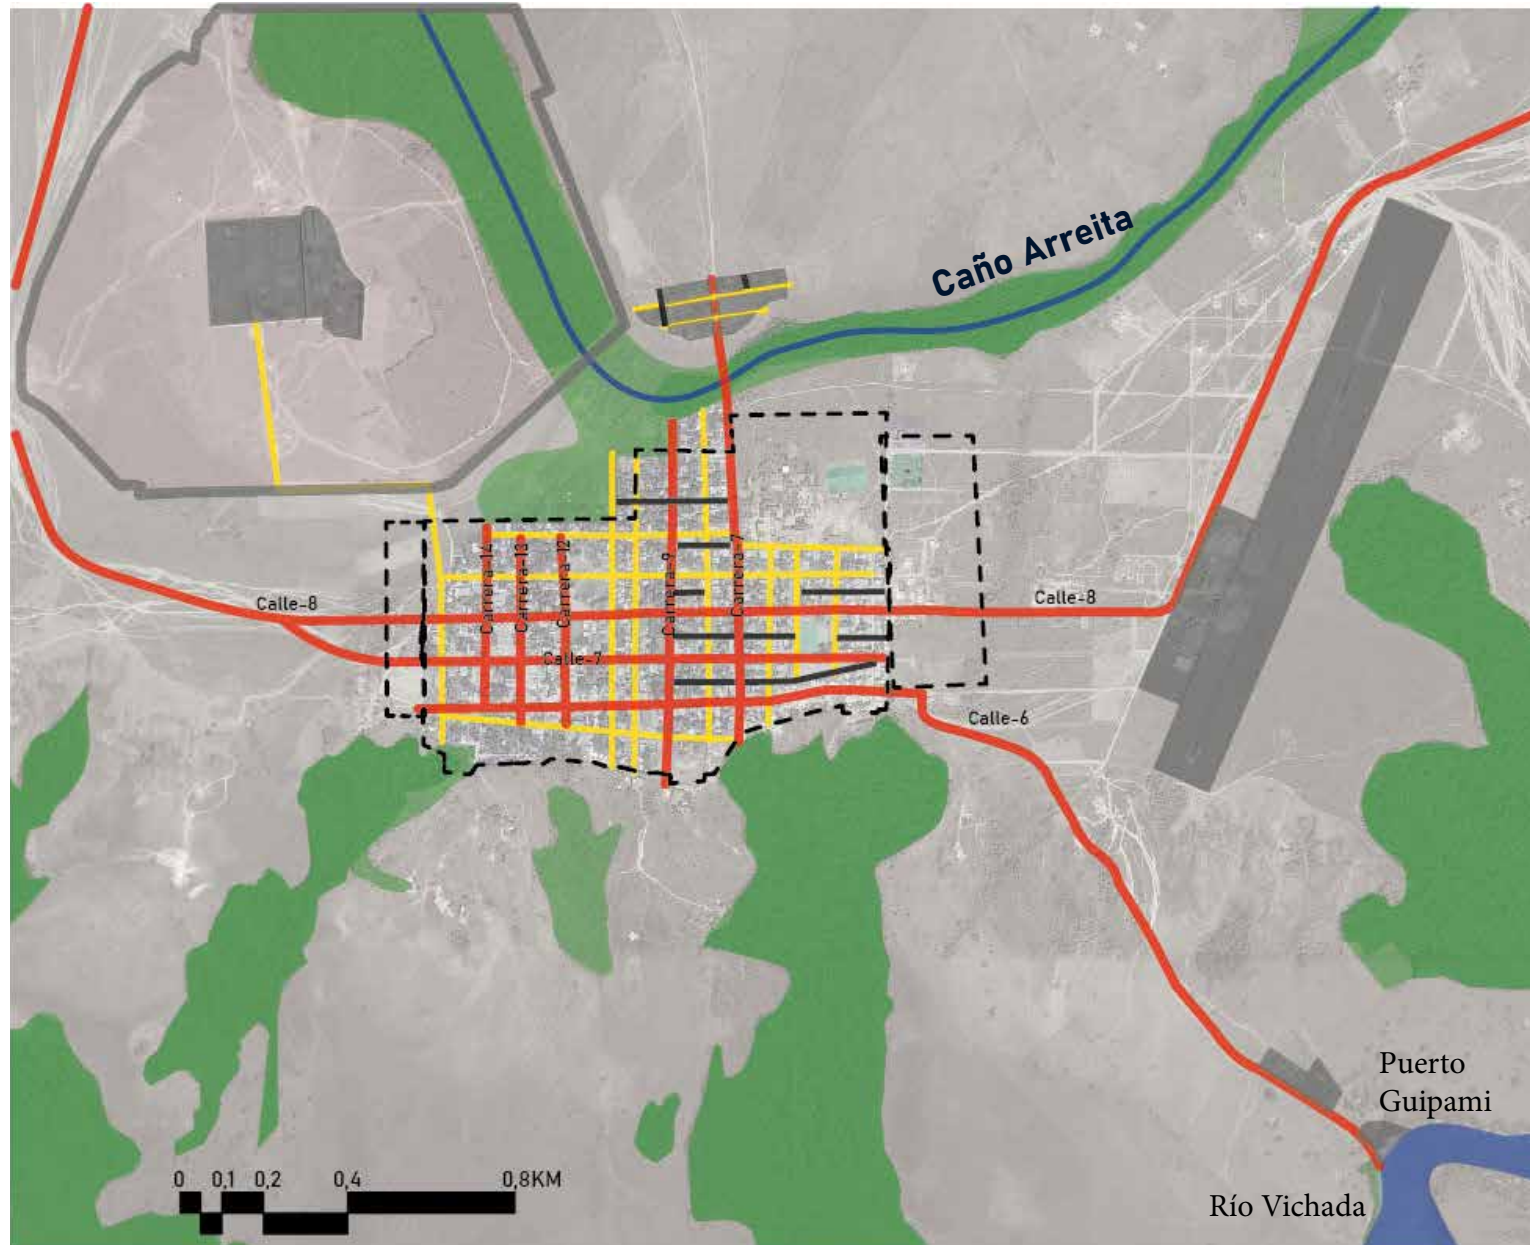 Caño Arreita
Carrera-14
Carrera-13
Carrera-12
Carrera-9
Carrera-7
Calle-8
Calle-8
Calle-7
Calle-6
Puerto
Guipami
Río Vichada
0 0,1 0,2 0,4 0,8KM